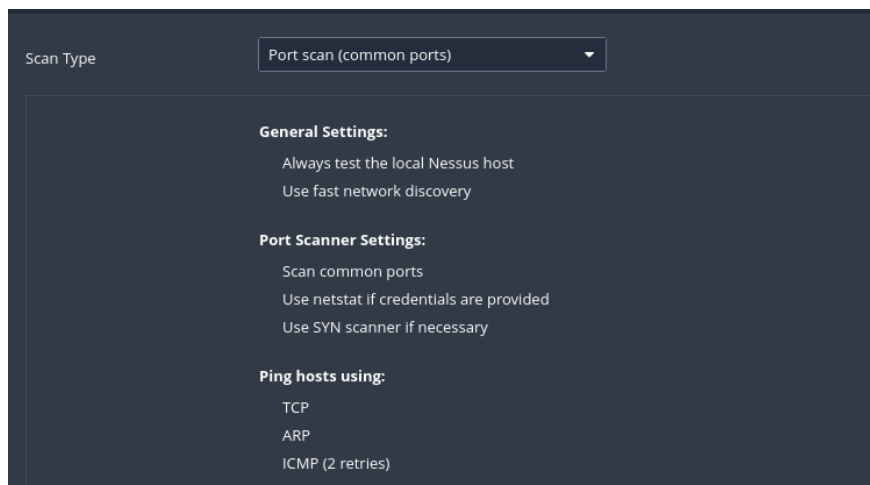 Scan Type
Port scan (common ports)
General Settings:
Always test the local Nessus host
Use fast network discovery
Port Scanner Settings:
Scan common ports
Use netstat if credentials are provided
Use SYN scanner if necessary
Ping hosts using:
TCP
ARP
ICMP (2 retries)